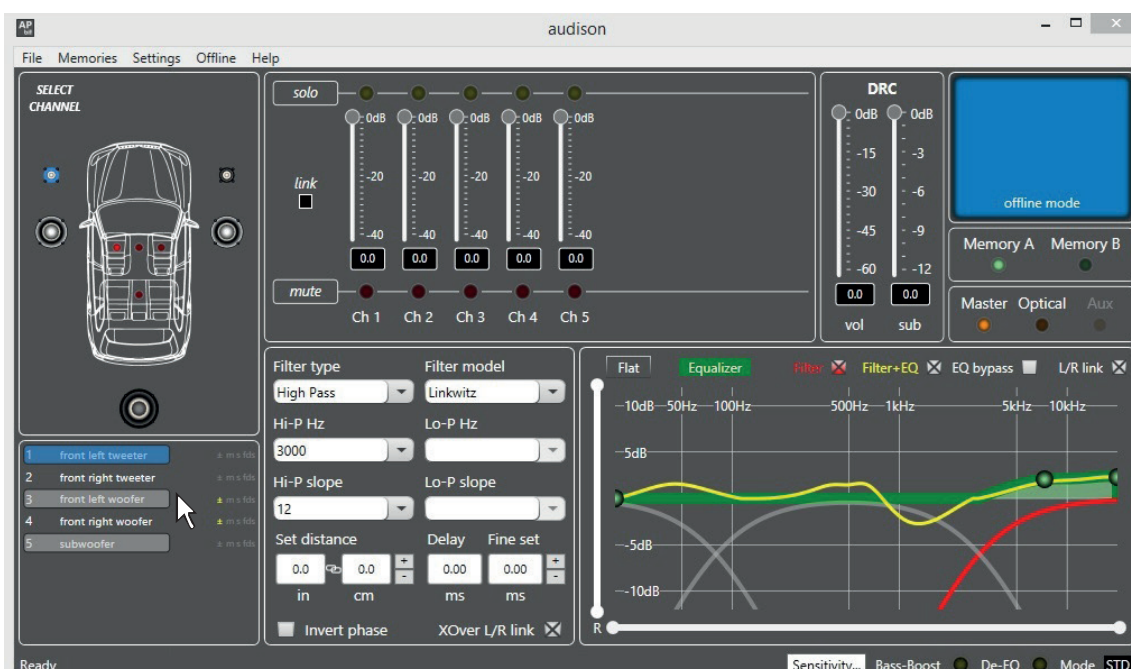 AP
bit
audison
File Memories Settings Offline Help
SELECT
CHANNEL
solo
0dB 0dB 0dB 0dB 0dB
-20 -20 -20 -20 -20
link
-40 -40 -40 -40 -40
0.0 0.0 0.0 0.0 0.0
mute
Ch 1 Ch 2 Ch 3 Ch 4 Ch 5
DRC
0dB 0dB
-15 -3
-30 -6
-45 -9
-60 -12
0.0 0.0
vol sub
offline mode
Memory A Memory B
Master Optical Aux
1 front left tweeter ± m s fds
2 front right tweeter
3 front left woofer ± m s fds
4 front right woofer ± m s fds
5 subwoofer ± m s fds
Filter type Filter model
High Pass Linkwitz
Hi-P Hz Lo-P Hz
3000
Hi-P slope Lo-P slope
12
Set distance Delay Fine set
0.0 0.0 + - 0.00 0.00 + -
in cm ms ms
Invert phase XOver L/R link
Flat Equalizer Filter Filter+EQ EQ bypass L/R link
10dB 50Hz 100Hz 500Hz 1kHz 5kHz 10kHz
5dB
-5dB
-10dB
R
Ready Sensitivity... Bass-Boost De-EQ Mode STD